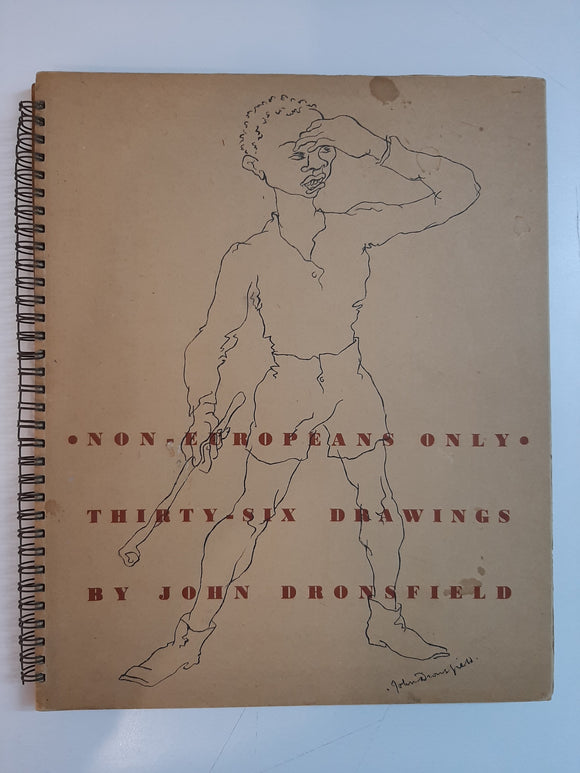 • NON-EUROPEANS ONLY •
THIRTY-SIX DRAWINGS
BY JOHN DRONSFIELD
. John Dronsfield .